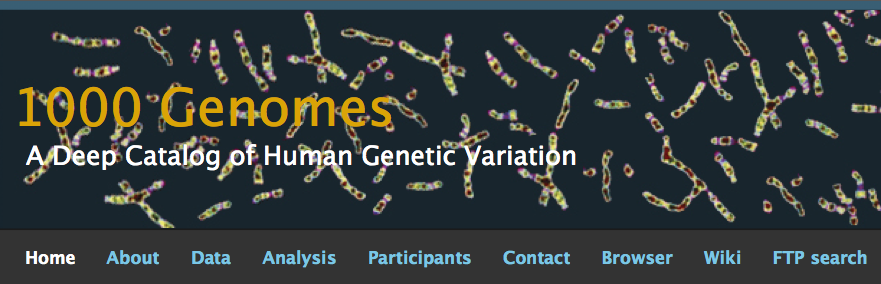 1000 Genomes
A Deep Catalog of Human Genetic Variation
Home About Data Analysis Participants Contact Browser Wiki FTP search